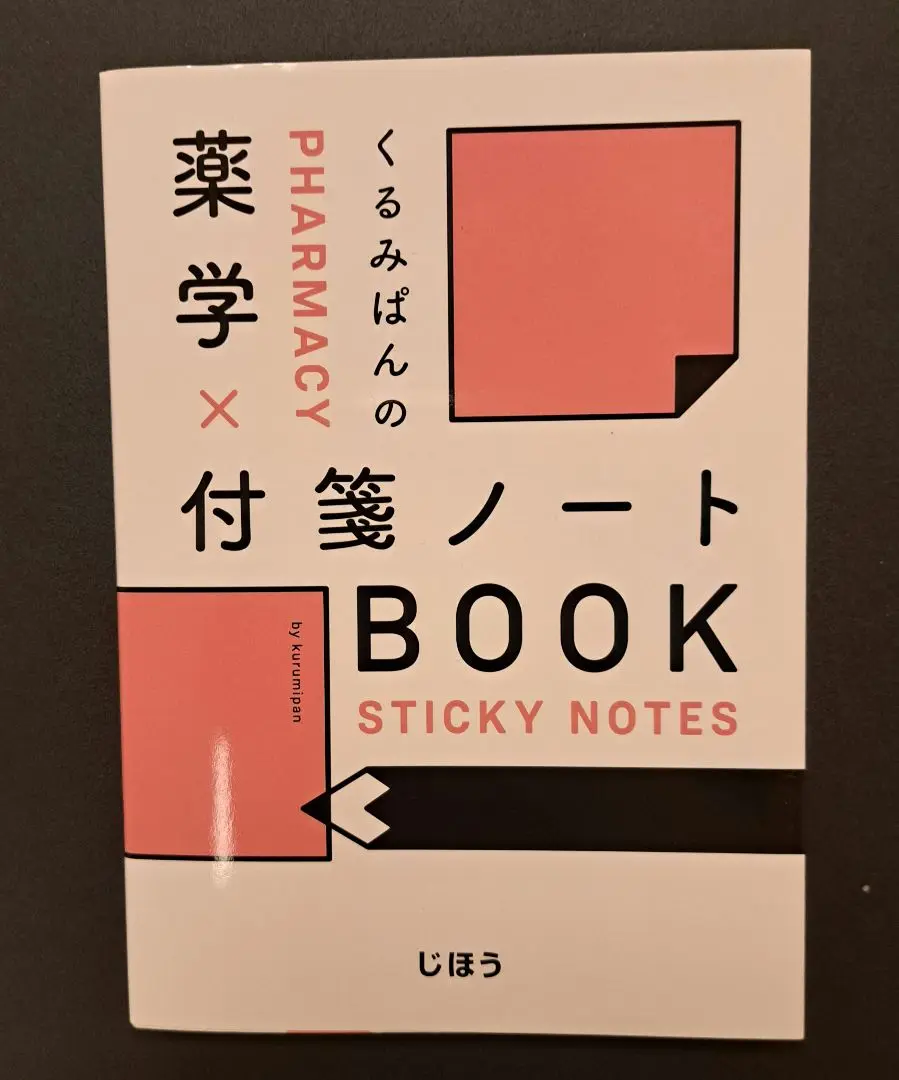 くるみぱんの
PHARMACY
薬学×
付箋ノート
BOOK
STICKY NOTES
by kurumipan
じほう